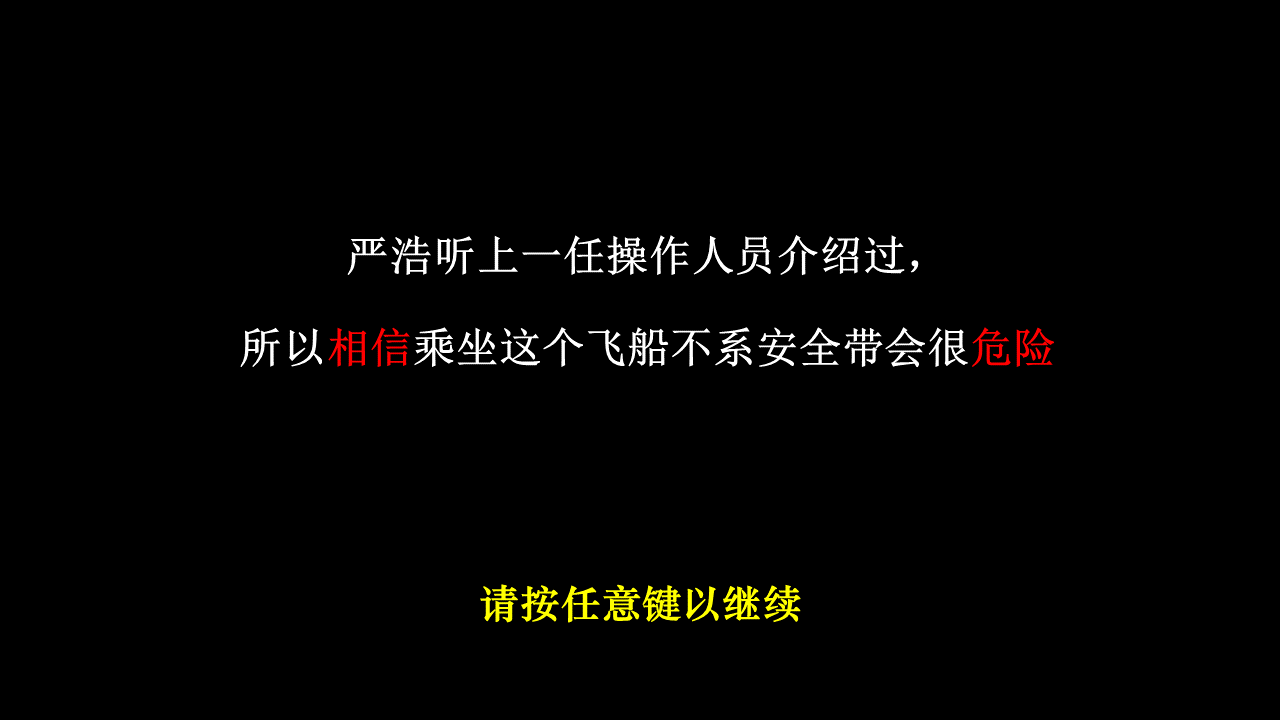 严浩听上一任操作人员介绍过，
所以相信乘坐这个飞船不系安全带会很危险
请按任意键以继续